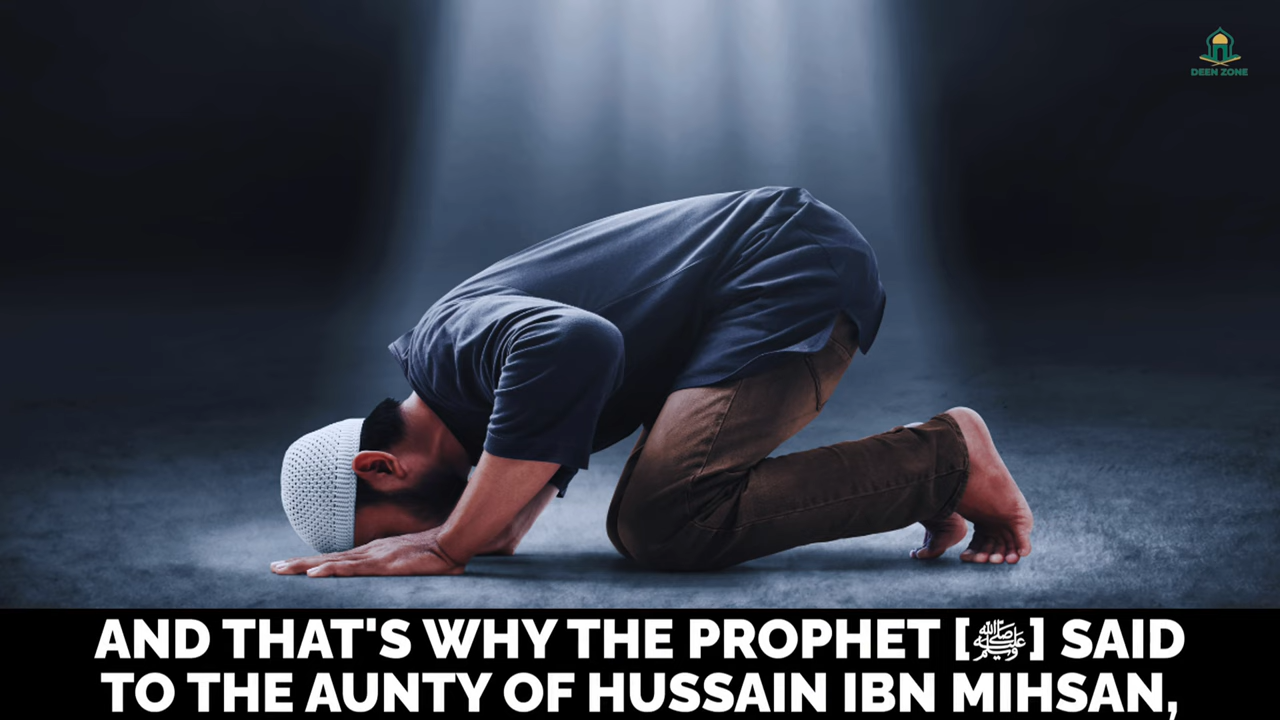 DEEN ZONE
AND THAT'S WHY THE PROPHET [ﷺ] SAID
TO THE AUNTY OF HUSSAIN IBN MIHSAN,